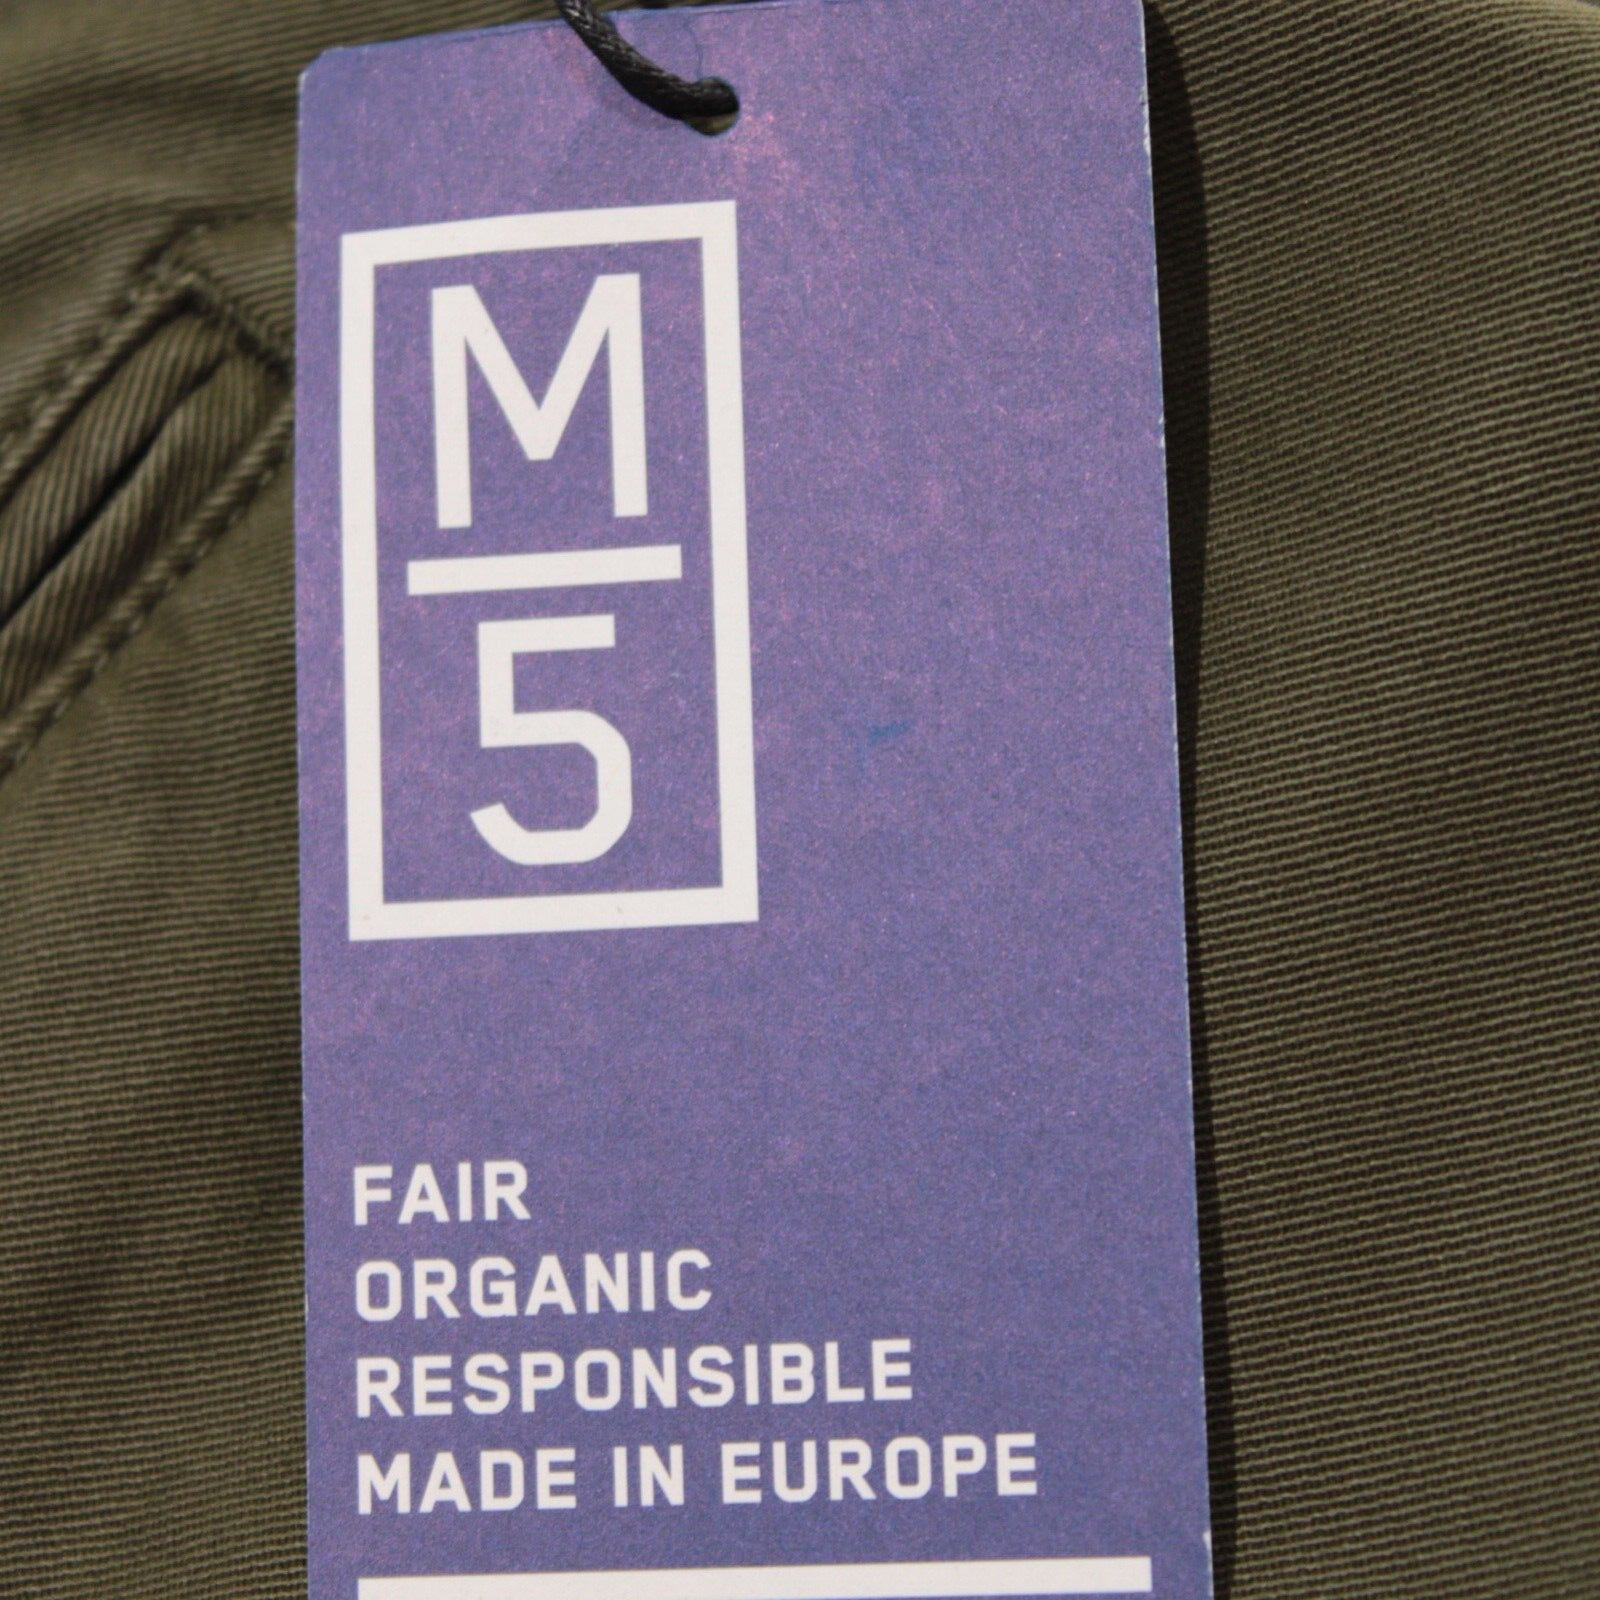 M
5
FAIR
ORGANIC
RESPONSIBLE
MADE IN EUROPE